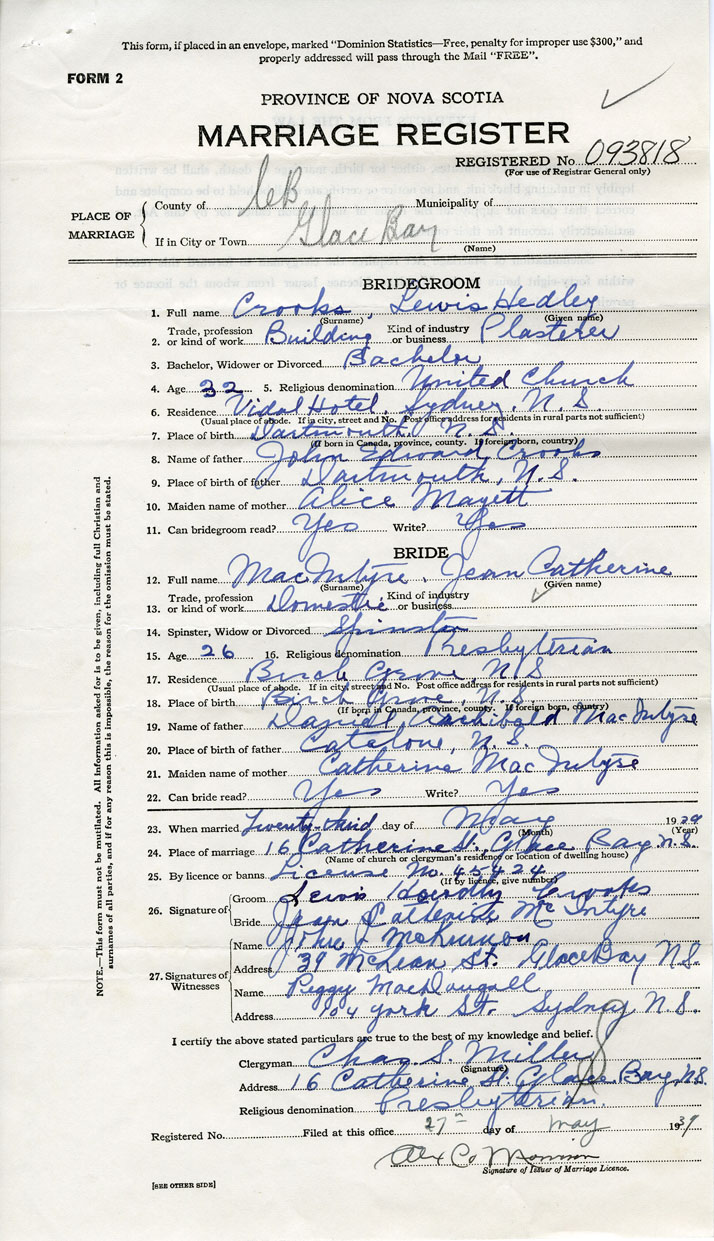 This form, if placed in an envelope, marked "Dominion Statistics—Free, penalty for improper use $300," and
properly addressed will pass through the Mail "FREE".
FORM 2
PROVINCE OF NOVA SCOTIA
MARRIAGE REGISTER
REGISTERED No. 093818
(For use of Registrar General only)
PLACE OF MARRIAGE
County of C.B. Municipality of
If in City or Town Glace Bay
(Name)
BRIDEGROOM
1. Full name Crooks, Lewis Hedley
(Surname) (Given name)
2. Trade, profession or kind of work Building Kind of industry or business Plasterer
3. Bachelor, Widower or Divorced Bachelor
4. Age 32 5. Religious denomination United Church
6. Residence Vidal Hotel, Sydney, N.S.
(Usual place of abode. If in city, street and No. Post office address for residents in rural parts not sufficient)
7. Place of birth Dartmouth, N.S.
(If born in Canada, province, county. If foreign born, country)
8. Name of father John Edward Crooks
9. Place of birth of father Dartmouth, N.S.
10. Maiden name of mother Alice Mayett
11. Can bridegroom read? Yes Write? Yes
BRIDE
12. Full name MacIntyre, Jean Catherine
(Surname) (Given name)
13. Trade, profession or kind of work Domestic Kind of industry or business
14. Spinster, Widow or Divorced Spinster
15. Age 26 16. Religious denomination Presbyterian
17. Residence Birch Grove, N.S.
(Usual place of abode. If in city, street and No. Post office address for residents in rural parts not sufficient)
18. Place of birth Birch Grove, N.S.
(If born in Canada, province, county. If foreign born, country)
19. Name of father Daniel Archibald MacIntyre
20. Place of birth of father Catalone, N.S.
21. Maiden name of mother Catherine MacIntyre
22. Can bride read? Yes Write? Yes
23. When married Twenty-third day of May 1939
(Month) (Year)
24. Place of marriage 16 Catherine St., Glace Bay N.S.
(Name of church or clergyman's residence or location of dwelling house)
25. By licence or banns License No. 45424
(If by licence, give number)
26. Signature of
Groom Lewis Crooks
Bride Jean Catherine McIntyre
27. Signatures of Witnesses
Name John J McKinnon
Address 39 McLean St. Glace Bay N.S.
Name Peggy MacDougall
Address 104 York St. Sydney N.S.
I certify the above stated particulars are true to the best of my knowledge and belief.
Clergyman Chas. S. Miller
(Signature)
Address 16 Catherine St. Glace Bay, N.S.
Religious denomination Presbyterian.
Registered No. Filed at this office 27th day of May 1939
Signature of Issuer of Marriage Licence.
[SEE OTHER SIDE]
NOTE.—This form must not be mutilated. All information asked for is to be given, including full Christian and
surnames of all parties, and if for any reason this is impossible, the reason for the omission must be stated.